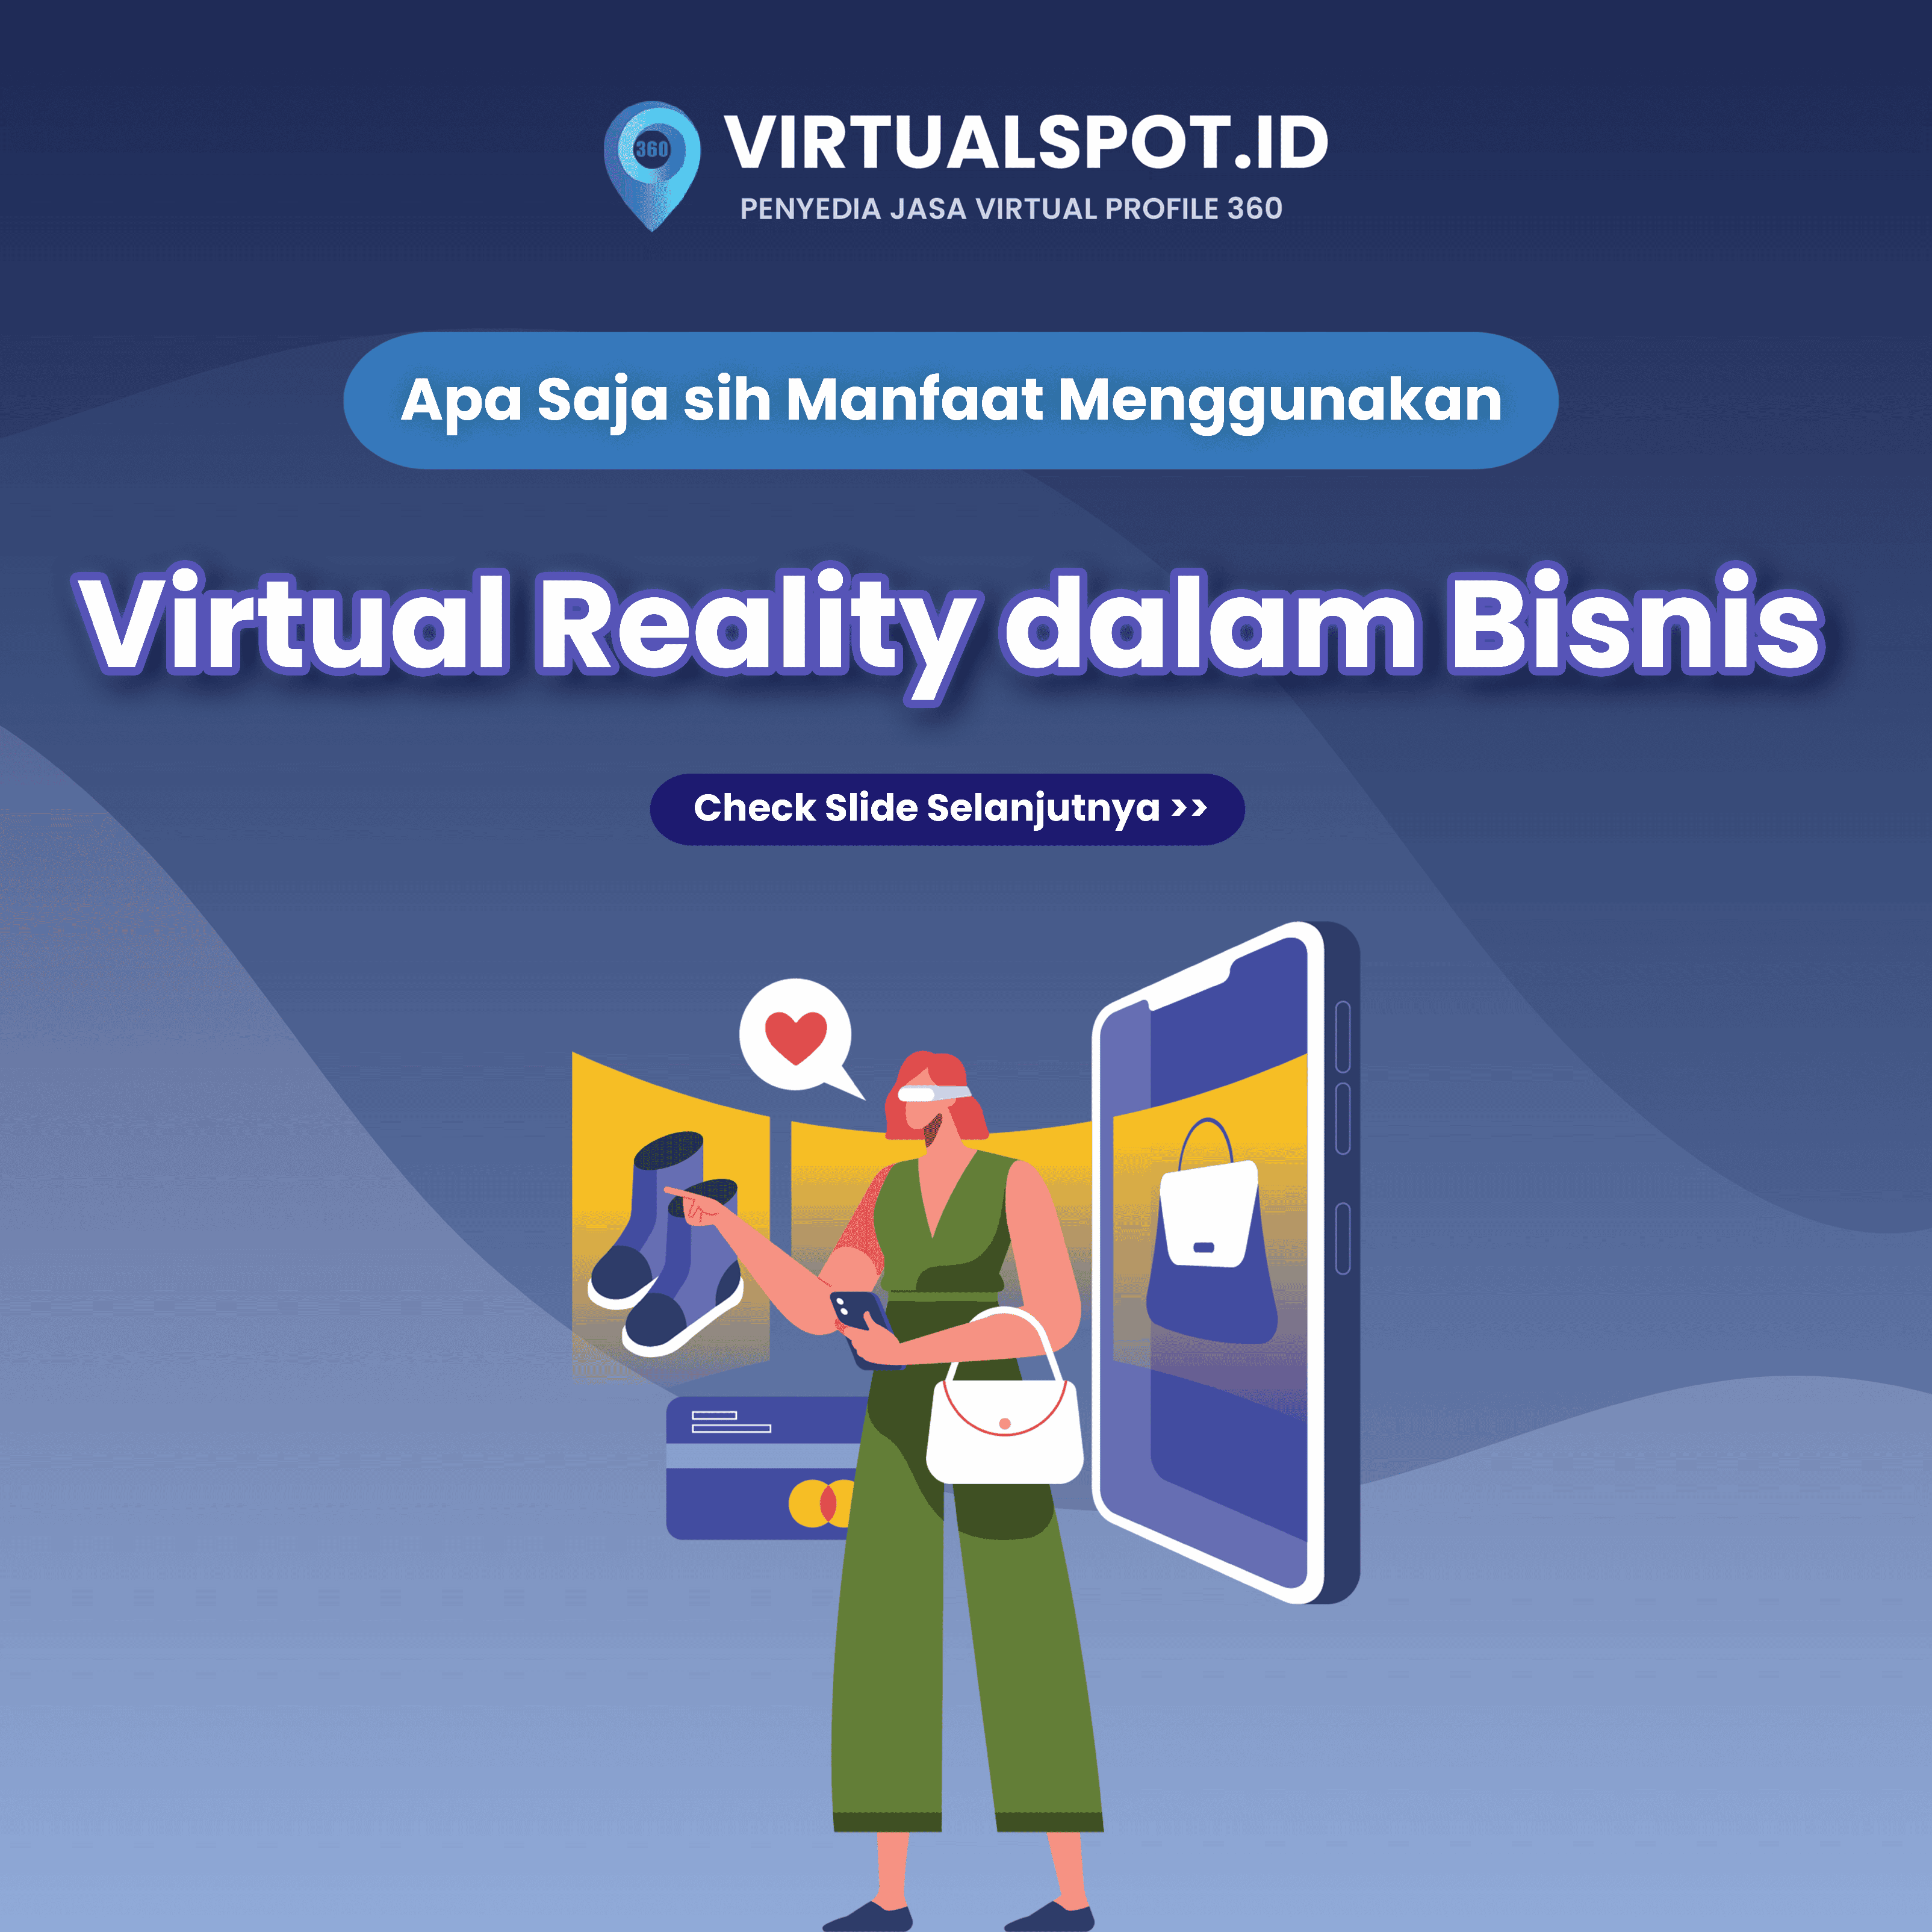 360
VIRTUALSPOT.ID
PENYEDIA JASA VIRTUAL PROFILE 360
Apa Saja sih Manfaat Menggunakan
Virtual Reality dalam Bisnis
Check Slide Selanjutnya >>